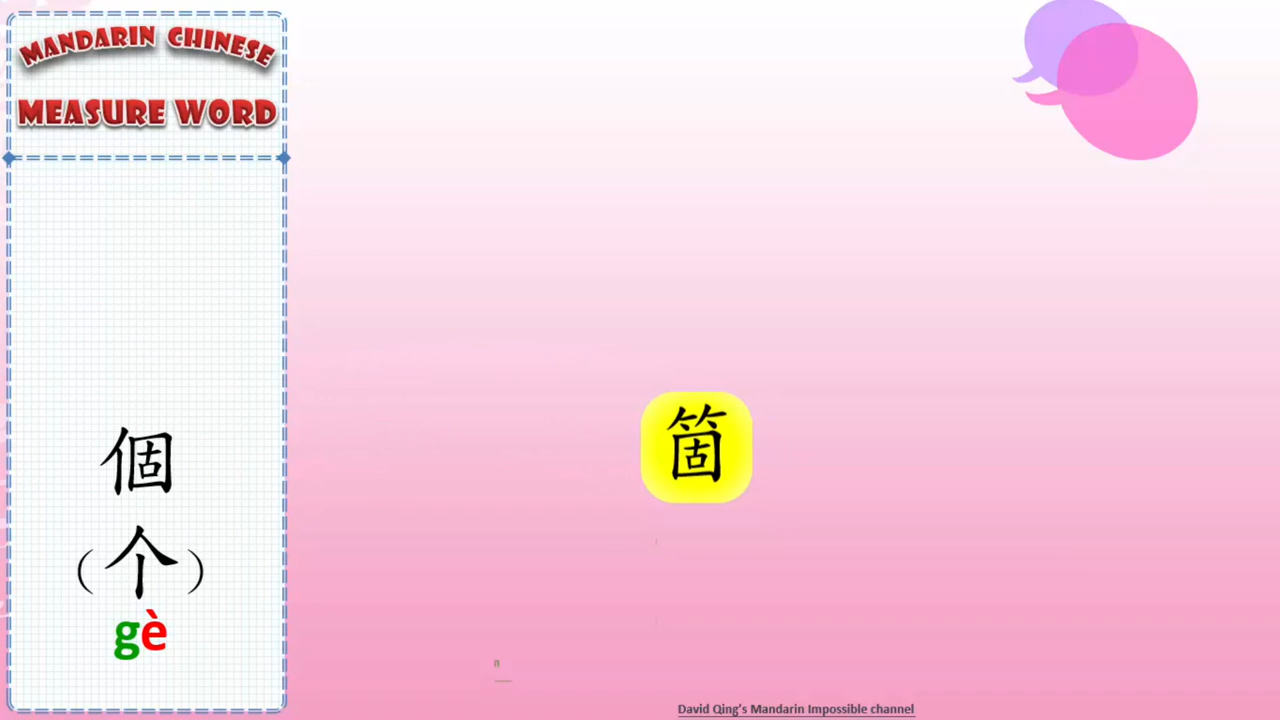 MANDARIN CHINESE
MEASURE WORD
個
(个)
gè
箇
n
David Qing's Mandarin Impossible channel